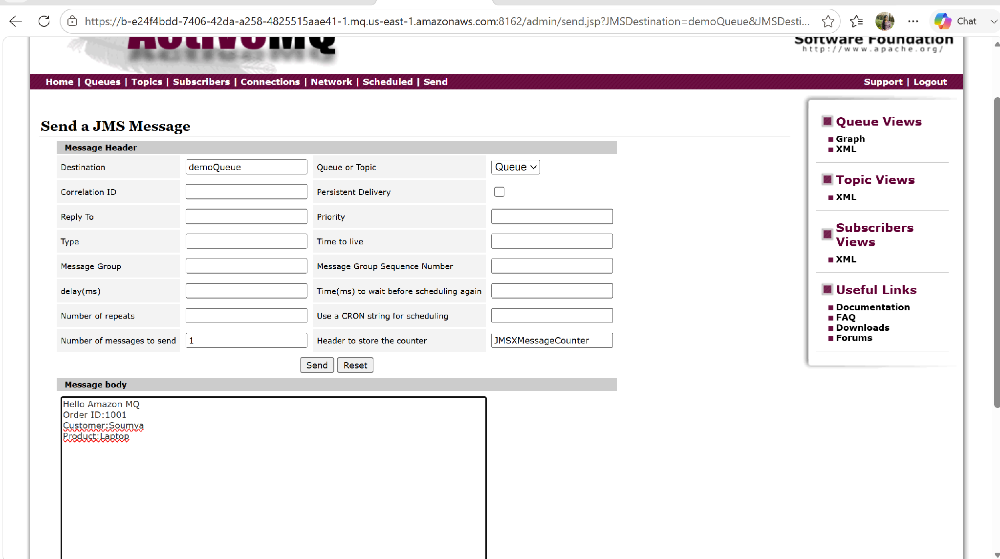 https://b-e24f4bdd-7406-42da-a258-4825515aae41-1.mq.us-east-1.amazonaws.com:8162/admin/send.jsp?JMSDestination=demoQueue&JMSDesti...
Chat
ActiveMQ
Software Foundation
http://www.apache.org/
Home | Queues | Topics | Subscribers | Connections | Network | Scheduled | Send
Support | Logout
Send a JMS Message
Message Header
Destination demoQueue Queue or Topic Queue
Correlation ID Persistent Delivery
Reply To Priority
Type Time to live
Message Group Message Group Sequence Number
delay(ms) Time(ms) to wait before scheduling again
Number of repeats Use a CRON string for scheduling
Number of messages to send 1 Header to store the counter JMSXMessageCounter
Send Reset
Message body
Hello Amazon MQ
Order ID:1001
Customer:Soumya
Product:Laptop
Queue Views
Graph
XML
Topic Views
XML
Subscribers
Views
XML
Useful Links
Documentation
FAQ
Downloads
Forums